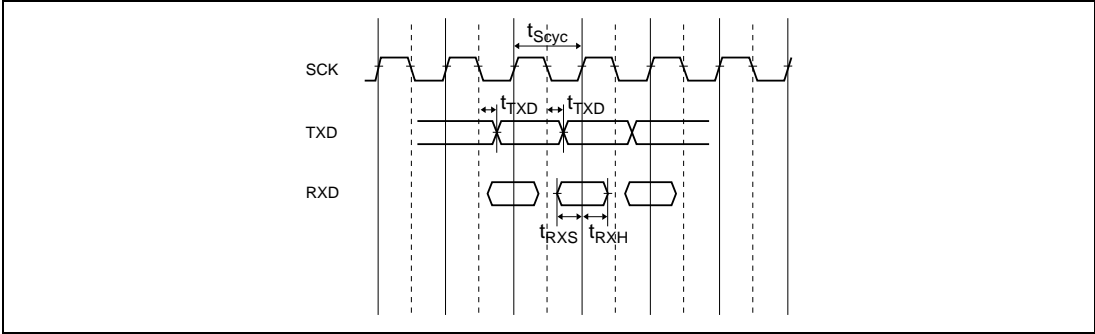 tScyc
SCK
tTXD tTXD
TXD
RXD
tRXS tRXH